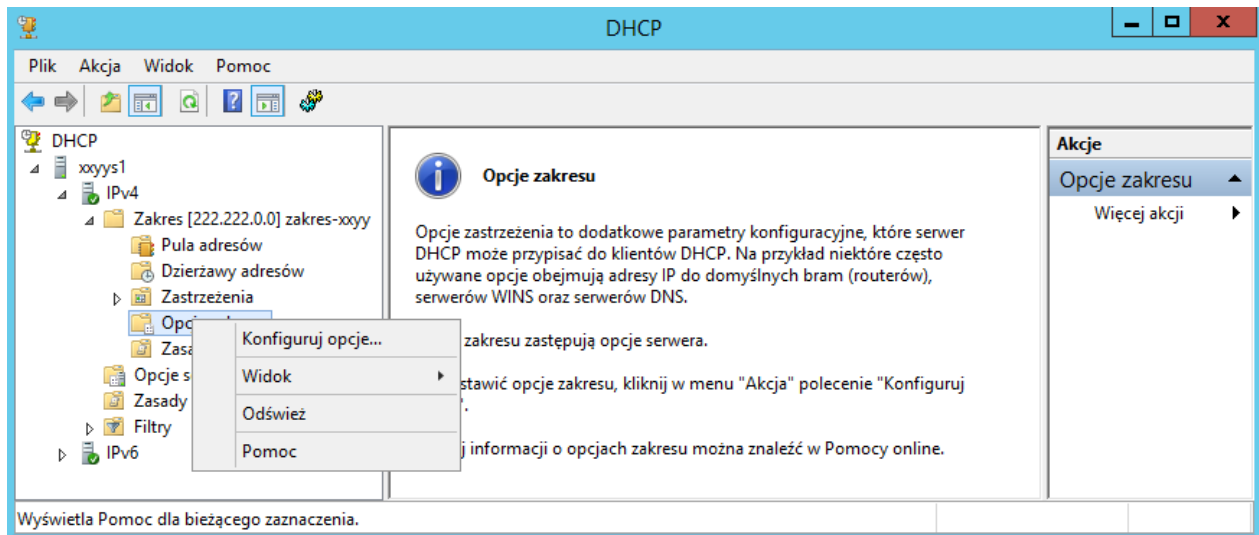 DHCP
Plik Akcja Widok Pomoc
DHCP
xxyys1
IPv4
Zakres [222.222.0.0] zakres-xxyy
Pula adresów
Dzierżawy adresów
Zastrzeżenia
Opcje
Zasa
Opcje s
Zasady
Filtry
IPv6
Konfiguruj opcje...
Widok
Odśwież
Pomoc
Opcje zakresu
Opcje zastrzeżenia to dodatkowe parametry konfiguracyjne, które serwer
DHCP może przypisać do klientów DHCP. Na przykład niektóre często
używane opcje obejmują adresy IP do domyślnych bram (routerów),
serwerów WINS oraz serwerów DNS.
zakresu zastępują opcje serwera.
stawić opcje zakresu, kliknij w menu "Akcja" polecenie "Konfiguruj
".
j informacji o opcjach zakresu można znaleźć w Pomocy online.
Akcje
Opcje zakresu
Więcej akcji
Wyświetla Pomoc dla bieżącego zaznaczenia.